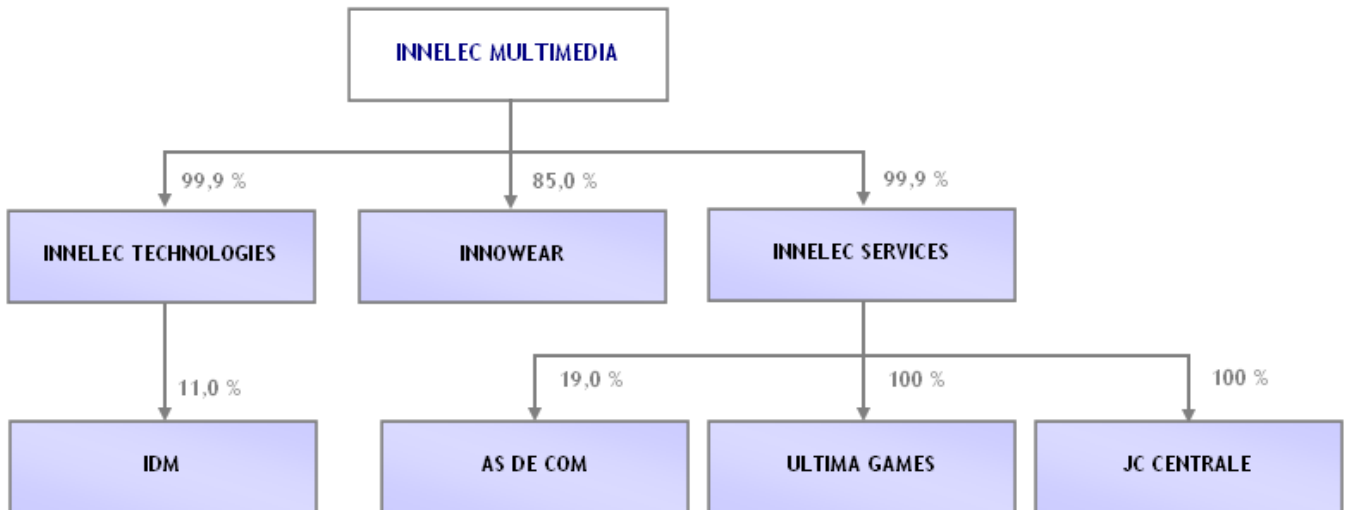 INNELEC MULTIMEDIA
99,9 %
85,0 %
99,9 %
INNELEC TECHNOLOGIES
INNOWEAR
INNELEC SERVICES
11,0 %
19,0 %
100 %
100 %
IDM
AS DE COM
ULTIMA GAMES
JC CENTRALE